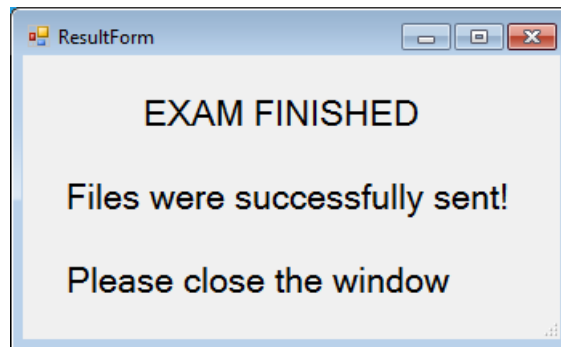 ResultForm
EXAM FINISHED
Files were successfully sent!
Please close the window